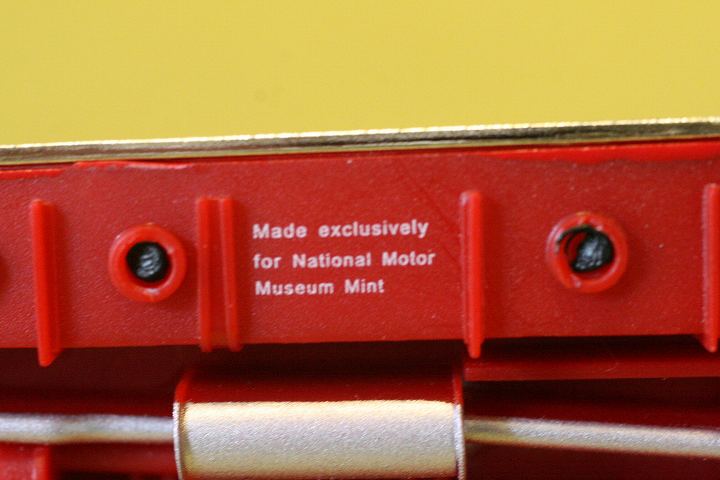 Made exclusively
for National Motor
Museum Mint